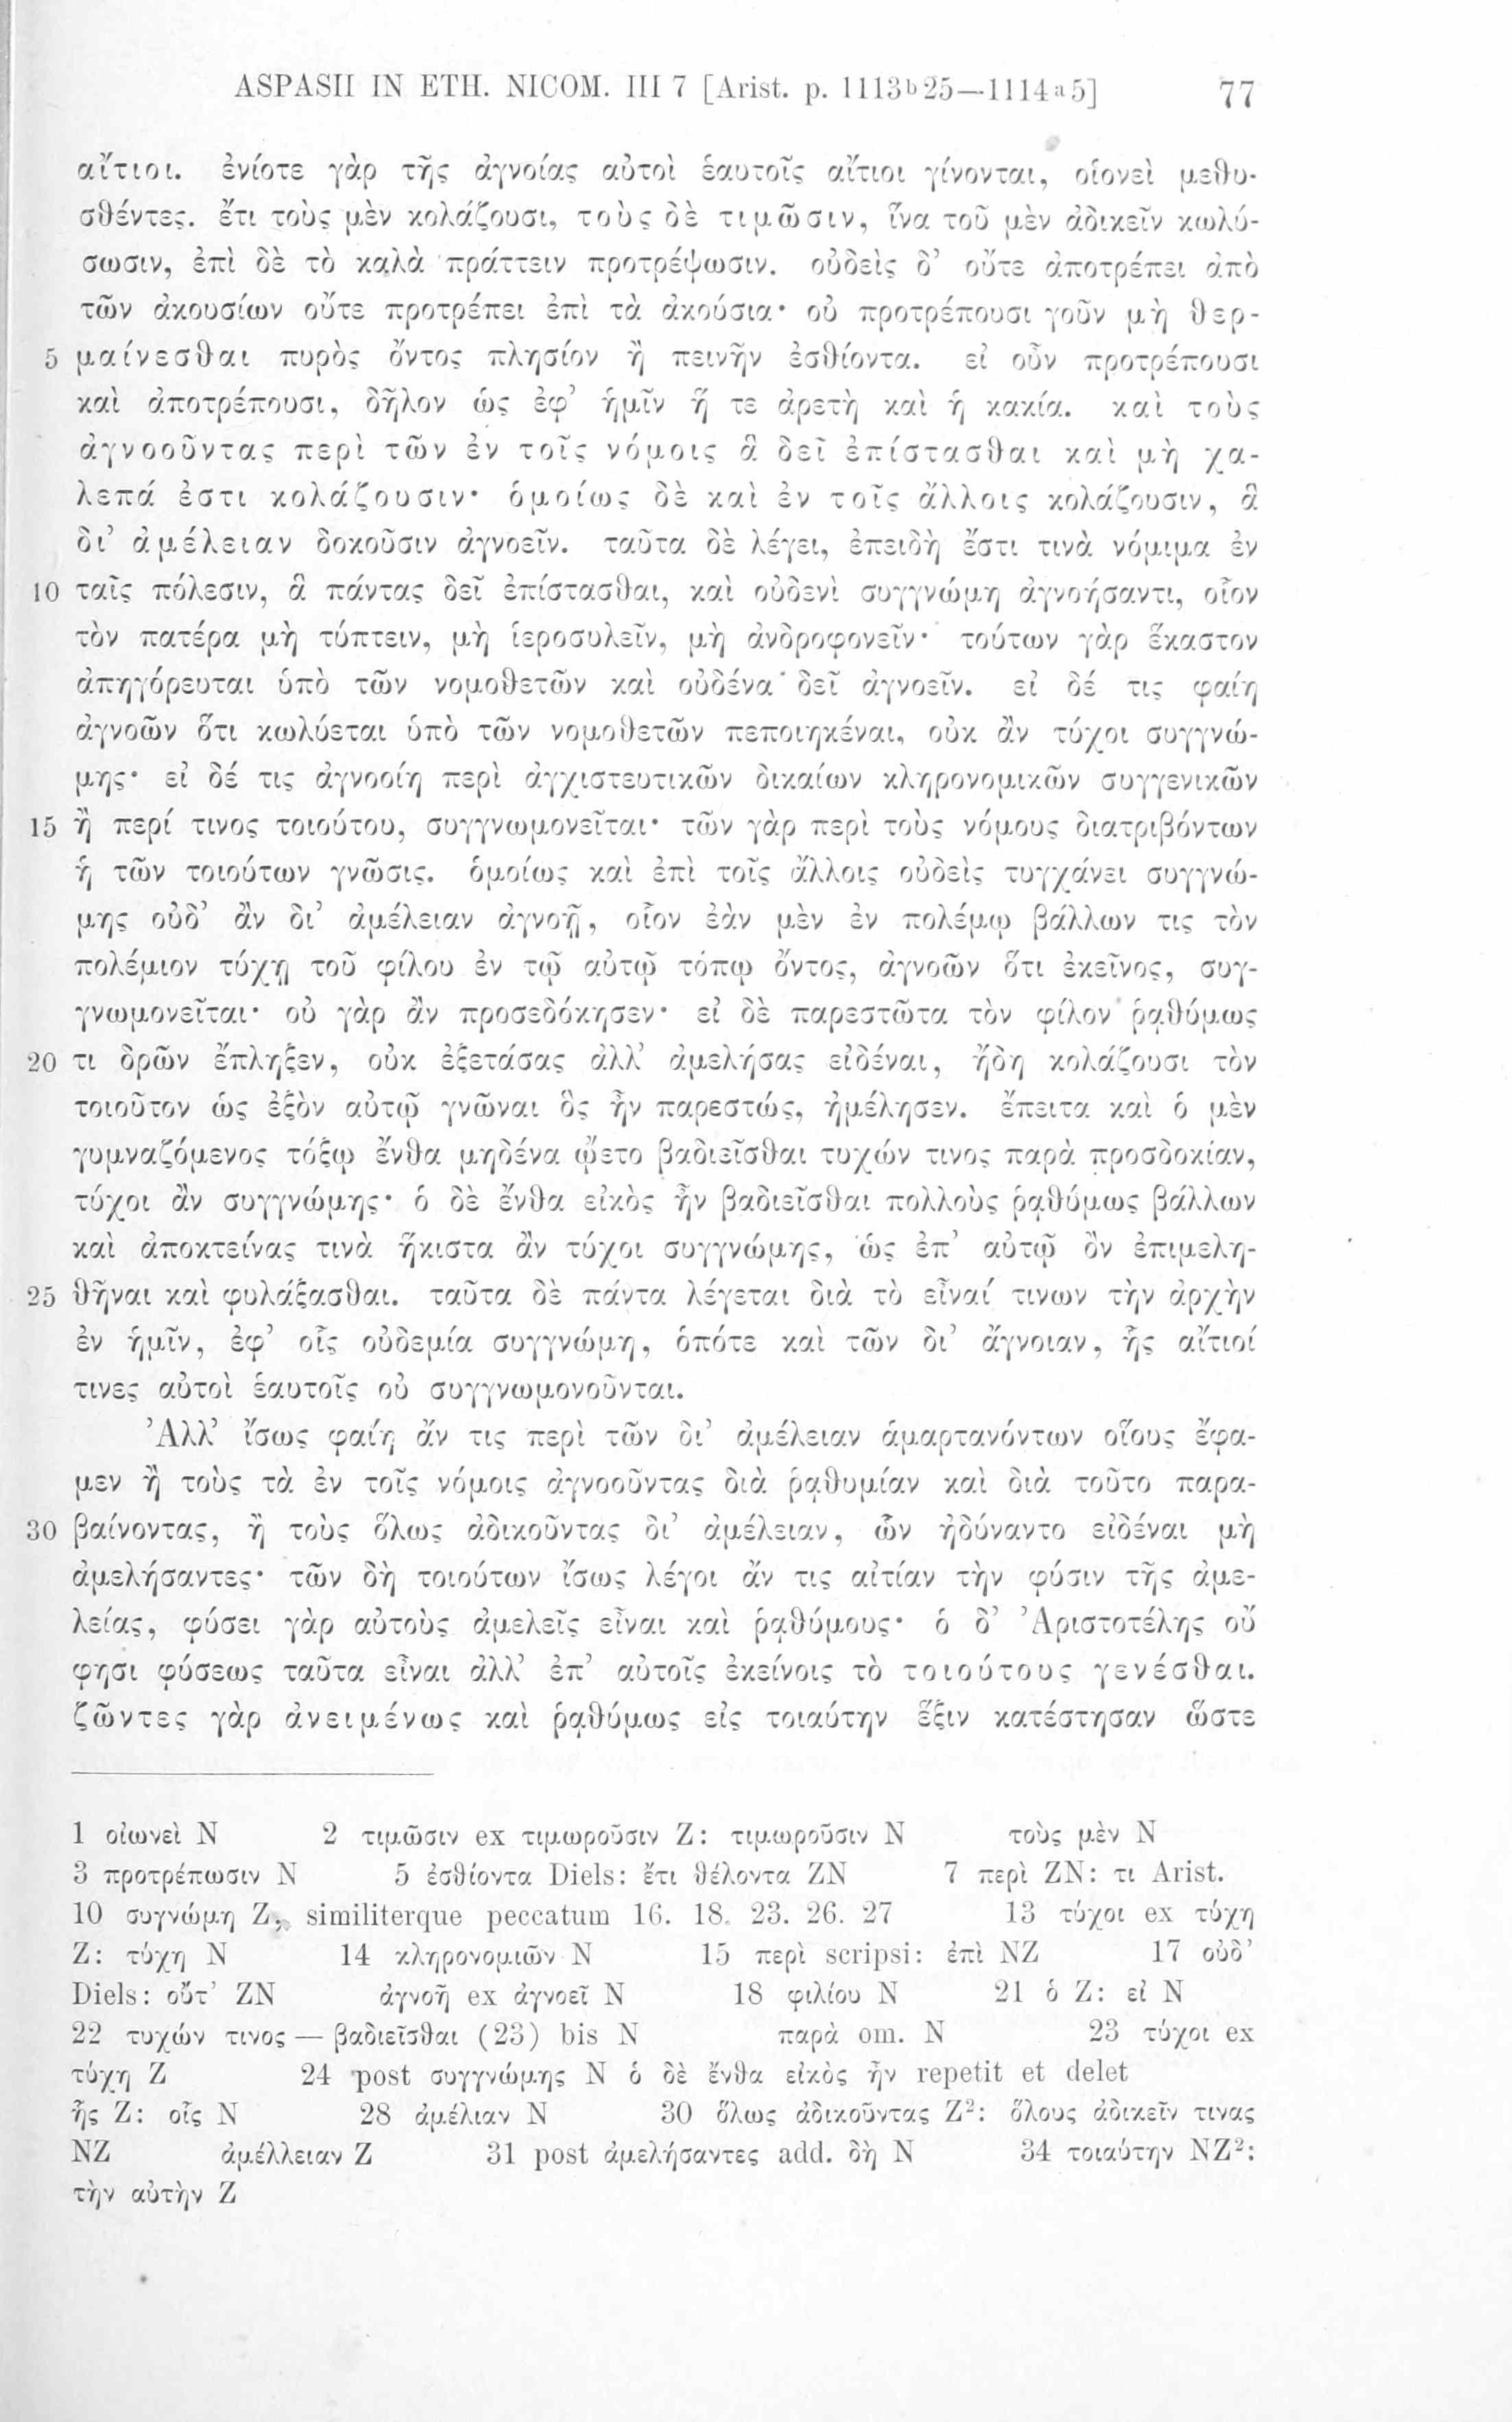 ASPASII IN ETH. NICOM. III 7 [Arist. p. 1113b25—1114a5] 77
αἴτιοι. ἐνίοτε γὰρ τῆς ἀγνοίας αὐτοὶ ἑαυτοῖς αἴτιοι γίνονται, οἱονεὶ μεθυ-
σθέντες. ἔτι τοὺς μὲν κολάζουσι, τοὺς δὲ τιμῶσιν, ἵνα τοῦ μὲν ἀδικεῖν κωλύ-
σωσιν, ἐπὶ δὲ τὸ καλὰ πράττειν προτρέψωσιν. οὐδεὶς δ’ οὔτε ἀποτρέπει ἀπὸ
τῶν ἀκουσίων οὔτε προτρέπει ἐπὶ τὰ ἀκούσια· οὐ προτρέπουσι γοῦν μὴ θερ-
5 μαίνεσθαι πυρὸς ὄντος πλησίον ἢ πεινῆν ἐσθίοντα. εἰ οὖν προτρέπουσι
καὶ ἀποτρέπουσι, δῆλον ὡς ἐφ’ ἡμῖν ἥ τε ἀρετὴ καὶ ἡ κακία. καὶ τοὺς
ἀγνοοῦντας περὶ τῶν ἐν τοῖς νόμοις ἃ δεῖ ἐπίστασθαι καὶ μὴ χα-
λεπά ἐστι κολάζουσιν· ὁμοίως δὲ καὶ ἐν τοῖς ἄλλοις κολάζουσιν, ἃ
δι’ ἀμέλειαν δοκοῦσιν ἀγνοεῖν. ταῦτα δὲ λέγει, ἐπειδὴ ἔστι τινὰ νόμιμα ἐν
10 ταῖς πόλεσιν, ἃ πάντας δεῖ ἐπίστασθαι, καὶ οὐδενὶ συγγνώμη ἀγνοήσαντι, οἷον
τὸν πατέρα μὴ τύπτειν, μὴ ἱεροσυλεῖν, μὴ ἀνδροφονεῖν· τούτων γὰρ ἕκαστον
ἀπηγόρευται ὑπὸ τῶν νομοθετῶν καὶ οὐδένα δεῖ ἀγνοεῖν. εἰ δέ τις φαίη
ἀγνοῶν ὅτι κωλύεται ὑπὸ τῶν νομοθετῶν πεποιηκέναι, οὐκ ἂν τύχοι συγγνώ-
μης· εἰ δέ τις ἀγνοοίη περὶ ἀγχιστευτικῶν δικαίων κληρονομικῶν συγγενικῶν
15 ἢ περί τινος τοιούτου, συγγνωμονεῖται· τῶν γὰρ περὶ τοὺς νόμους διατριβόντων
ἡ τῶν τοιούτων γνῶσις. ὁμοίως καὶ ἐπὶ τοῖς ἄλλοις οὐδεὶς τυγχάνει συγγνώ-
μης οὐδ’ ἂν δι’ ἀμέλειαν ἀγνοῇ, οἷον ἐὰν μὲν ἐν πολέμῳ βάλλων τις τὸν
πολέμιον τύχῃ τοῦ φίλου ἐν τῷ αὐτῷ τόπῳ ὄντος, ἀγνοῶν ὅτι ἐκεῖνος, συγ-
γνωμονεῖται· οὐ γὰρ ἂν προσεδόκησεν· εἰ δὲ παρεστῶτα τὸν φίλον ῥᾳθύμως
20 τι δρῶν ἔπληξεν, οὐκ ἐξετάσας ἀλλ’ ἀμελήσας εἰδέναι, ἤδη κολάζουσι τὸν
τοιοῦτον ὡς ἐξὸν αὐτῷ γνῶναι ὃς ἦν παρεστώς, ἠμέλησεν. ἔπειτα καὶ ὁ μὲν
γυμναζόμενος τόξῳ ἔνθα μηδένα ᾤετο βαδιεῖσθαι τυχών τινος παρὰ προσδοκίαν,
τύχοι ἂν συγγνώμης· ὁ δὲ ἔνθα εἰκὸς ἦν βαδιεῖσθαι πολλοὺς ῥᾳθύμως βάλλων
καὶ ἀποκτείνας τινὰ ἥκιστα ἂν τύχοι συγγνώμης, ὡς ἐπ’ αὐτῷ ὂν ἐπιμελη-
25 θῆναι καὶ φυλάξασθαι. ταῦτα δὲ πάντα λέγεται διὰ τὸ εἶναί τινων τὴν ἀρχὴν
ἐν ἡμῖν, ἐφ’ οἷς οὐδεμία συγγνώμη, ὁπότε καὶ τῶν δι’ ἄγνοιαν, ἧς αἴτιοί
τινες αὐτοὶ ἑαυτοῖς οὐ συγγνωμονοῦνται.
Ἀλλ’ ἴσως φαίη ἄν τις περὶ τῶν δι’ ἀμέλειαν ἁμαρτανόντων οἵους ἔφα-
μεν ἢ τοὺς τὰ ἐν τοῖς νόμοις ἀγνοοῦντας διὰ ῥᾳθυμίαν καὶ διὰ τοῦτο παρα-
30 βαίνοντας, ἢ τοὺς ὅλως ἀδικοῦντας δι’ ἀμέλειαν, ὧν ἠδύναντο εἰδέναι μὴ
ἀμελήσαντες· τῶν δὴ τοιούτων ἴσως λέγοι ἄν τις αἰτίαν τὴν φύσιν τῆς ἀμε-
λείας, φύσει γὰρ αὐτοὺς ἀμελεῖς εἶναι καὶ ῥᾳθύμους· ὁ δ’ Ἀριστοτέλης οὔ
φησι φύσεως ταῦτα εἶναι ἀλλ’ ἐπ’ αὐτοῖς ἐκείνοις τὸ τοιούτους γενέσθαι.
ζῶντες γὰρ ἀνειμένως καὶ ῥᾳθύμως εἰς τοιαύτην ἕξιν κατέστησαν ὥστε
1 οἰωνεὶ N 2 τιμῶσιν ex τιμωροῦσιν Z: τιμωροῦσιν N τοὺς μὲν N
3 προτρέπωσιν N 5 ἐσθίοντα Diels: ἔτι θέλοντα ZN 7 περὶ ZN: τι Arist.
10 συγνώμη Z, similiterque peccatum 16. 18. 23. 26. 27 13 τύχοι ex τύχη
Z: τύχη N 14 κληρονομιῶν N 15 περὶ scripsi: ἐπὶ NZ 17 οὐδ’
Diels: οὔτ’ ZN ἀγνοῆ ex ἀγνοεῖ N 18 φιλίου N 21 ὁ Z: εἰ N
22 τυχών τινος — βαδιεῖσθαι (23) bis N παρὰ om. N 23 τύχοι ex
τύχη Z 24 post συγγνώμης N ὁ δὲ ἔνθα εἰκὸς ἦν repetit et delet
ἧς Z: οἷς N 28 ἀμέλιαν N 30 ὅλως ἀδικοῦντας Z²: ὅλους ἀδικεῖν τινας
NZ ἀμέλλειαν Z 31 post ἀμελήσαντες add. δὴ N 34 τοιαύτην NZ²:
τὴν αὐτὴν Z